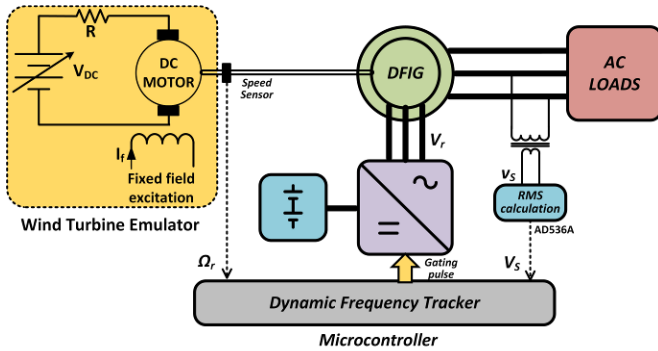 R
V_DC
DC
MOTOR
I_f
Fixed field
excitation
Wind Turbine Emulator
Speed
Sensor
DFIG
AC
LOADS
V_r
v_S
RMS
calculation
AD536A
Ω_r
Gating
pulse
V_S
Dynamic Frequency Tracker
Microcontroller